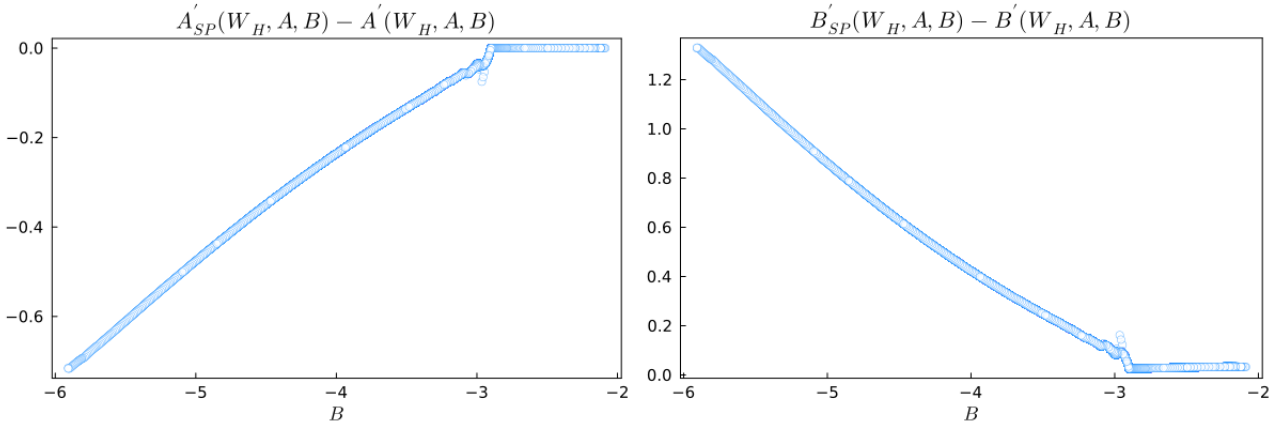 A'_{SP}(W_H, A, B) − A'(W_H, A, B)
0.0
−0.2
−0.4
−0.6
−6 −5 −4 −3 −2
B
B'_{SP}(W_H, A, B) − B'(W_H, A, B)
1.2
1.0
0.8
0.6
0.4
0.2
0.0
−6 −5 −4 −3 −2
B